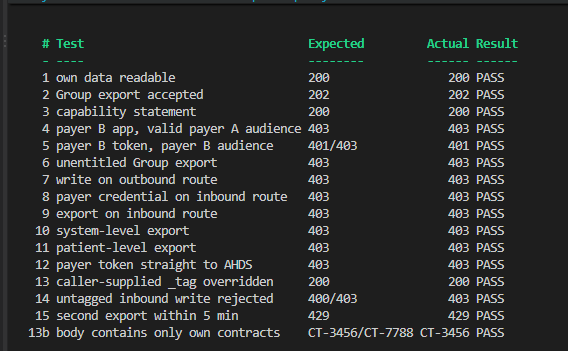 # Test Expected Actual Result
- ---- -------- ------ ------
1 own data readable 200 200 PASS
2 Group export accepted 202 202 PASS
3 capability statement 200 200 PASS
4 payer B app, valid payer A audience 403 403 PASS
5 payer B token, payer B audience 401/403 401 PASS
6 unentitled Group export 403 403 PASS
7 write on outbound route 403 403 PASS
8 payer credential on inbound route 403 403 PASS
9 export on inbound route 403 403 PASS
10 system-level export 403 403 PASS
11 patient-level export 403 403 PASS
12 payer token straight to AHDS 403 403 PASS
13 caller-supplied _tag overridden 200 200 PASS
14 untagged inbound write rejected 400/403 403 PASS
15 second export within 5 min 429 429 PASS
13b body contains only own contracts CT-3456/CT-7788 CT-3456 PASS